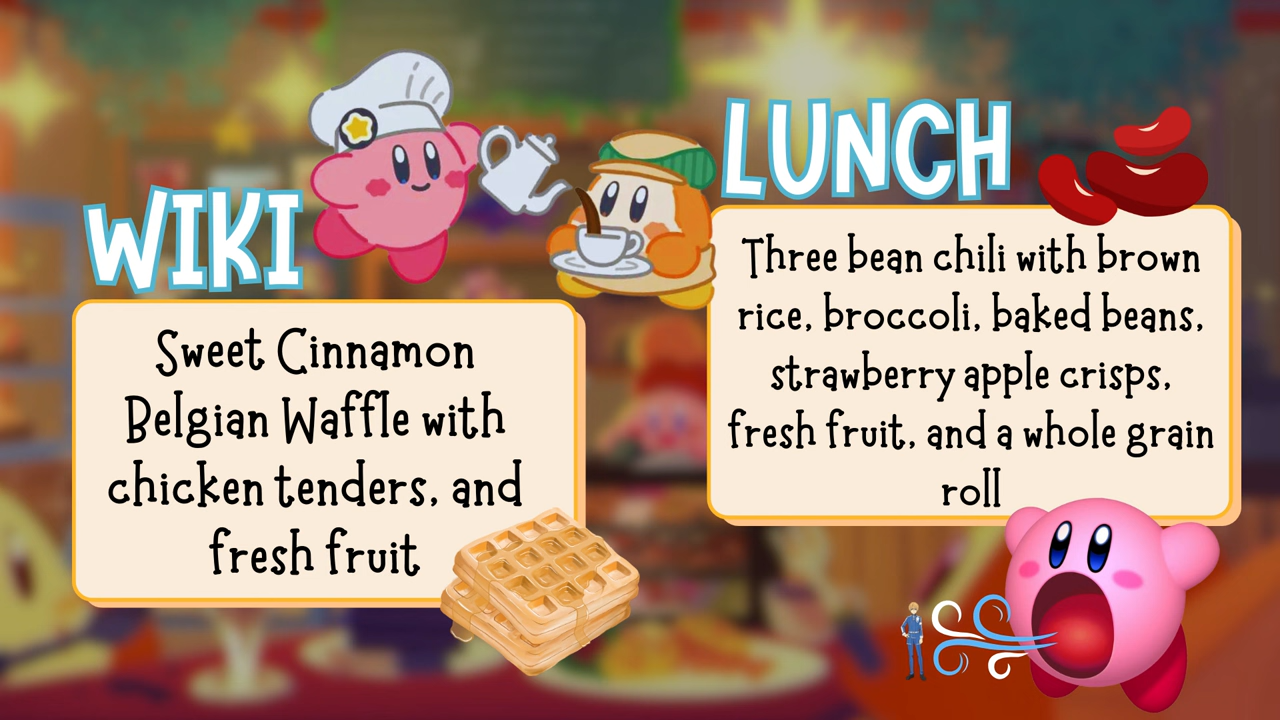 WIKI
Sweet Cinnamon
Belgian Waffle with
chicken tenders, and
fresh fruit
LUNCH
Three bean chili with brown
rice, broccoli, baked beans,
strawberry apple crisps,
fresh fruit, and a whole grain
roll